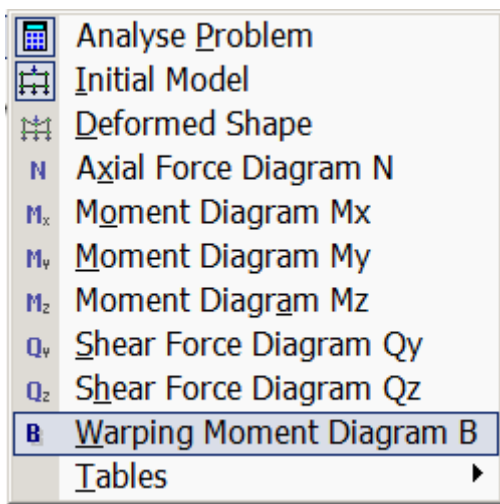 Analyse Problem
Initial Model
Deformed Shape
N Axial Force Diagram N
Mx Moment Diagram Mx
My Moment Diagram My
Mz Moment Diagram Mz
Qy Shear Force Diagram Qy
Qz Shear Force Diagram Qz
B Warping Moment Diagram B
Tables